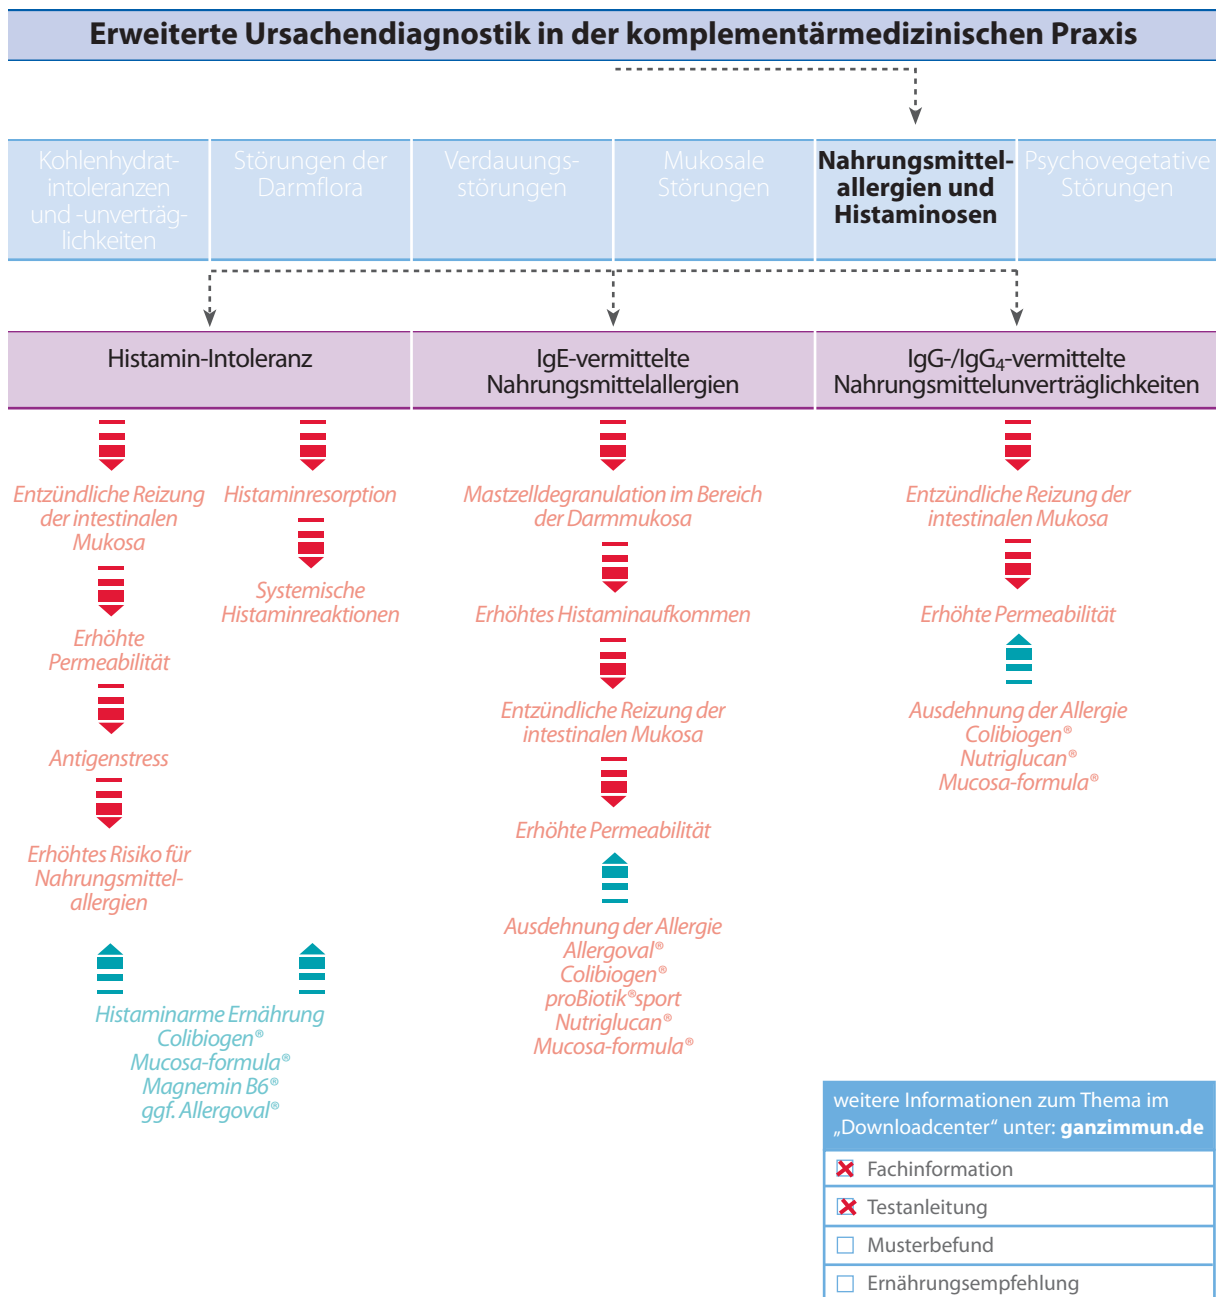 Erweiterte Ursachendiagnostik in der komplementärmedizinischen Praxis
Kohlenhydrat-
intoleranzen
und -unverträg-
lichkeiten
Störungen der
Darmflora
Verdauungs-
störungen
Mukosale
Störungen
Nahrungsmittel-
allergien und
Histaminosen
Psychovegetative
Störungen
Histamin-Intoleranz
IgE-vermittelte
Nahrungsmittelallergien
IgG-/IgG₄-vermittelte
Nahrungsmittelunverträglichkeiten
Entzündliche Reizung
der intestinalen
Mukosa
Erhöhte
Permeabilität
Antigenstress
Erhöhtes Risiko für
Nahrungsmittel-
allergien
Histaminresorption
Systemische
Histaminreaktionen
Histaminarme Ernährung
Colibiogen®
Mucosa-formula®
Magnemin B6®
ggf. Allergoval®
Mastzelldegranulation im Bereich
der Darmmukosa
Erhöhtes Histaminaufkommen
Entzündliche Reizung der
intestinalen Mukosa
Erhöhte Permeabilität
Ausdehnung der Allergie
Allergoval®
Colibiogen®
proBiotik®sport
Nutriglucan®
Mucosa-formula®
Entzündliche Reizung der
intestinalen Mukosa
Erhöhte Permeabilität
Ausdehnung der Allergie
Colibiogen®
Nutriglucan®
Mucosa-formula®
weitere Informationen zum Thema im
„Downloadcenter“ unter: ganzimmun.de
Fachinformation
Testanleitung
Musterbefund
Ernährungsempfehlung